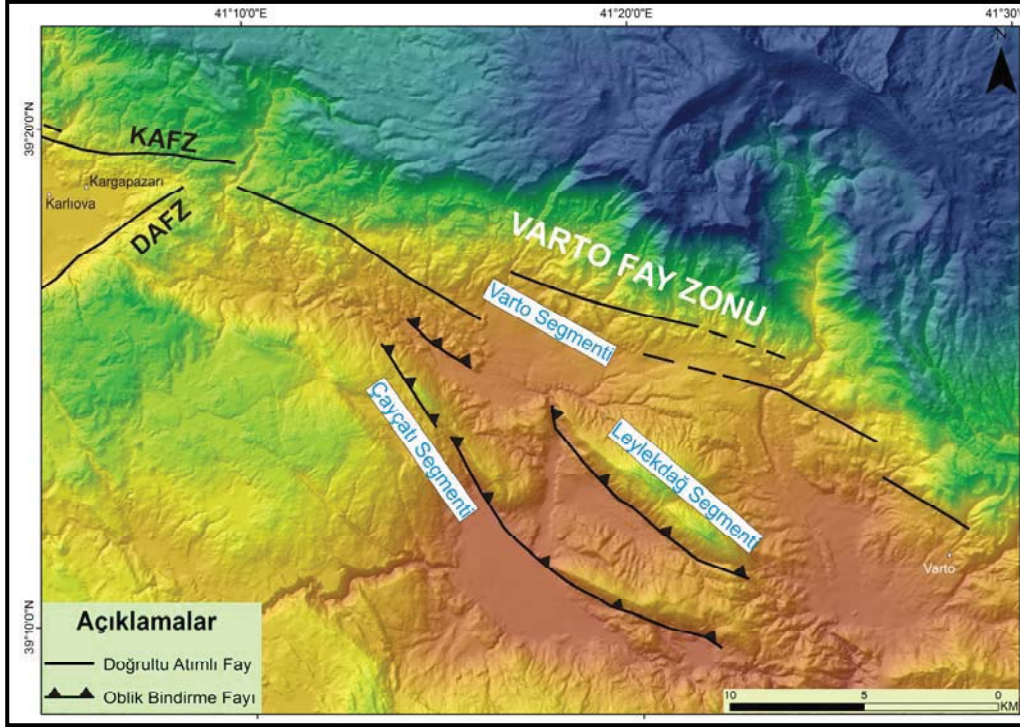 41°10'0"E
41°20'0"E
41°30'
N
39°20'0"N
KAFZ
Kargapazarı
Karlıova
DAFZ
VARTO FAY ZONU
Varto Segmenti
Çayçatı Segmenti
Leylekdağ Segmenti
Varto
39°10'0"N
Açıklamalar
Doğrultu Atımlı Fay
Oblik Bindirme Fayı
10 5 0
KM